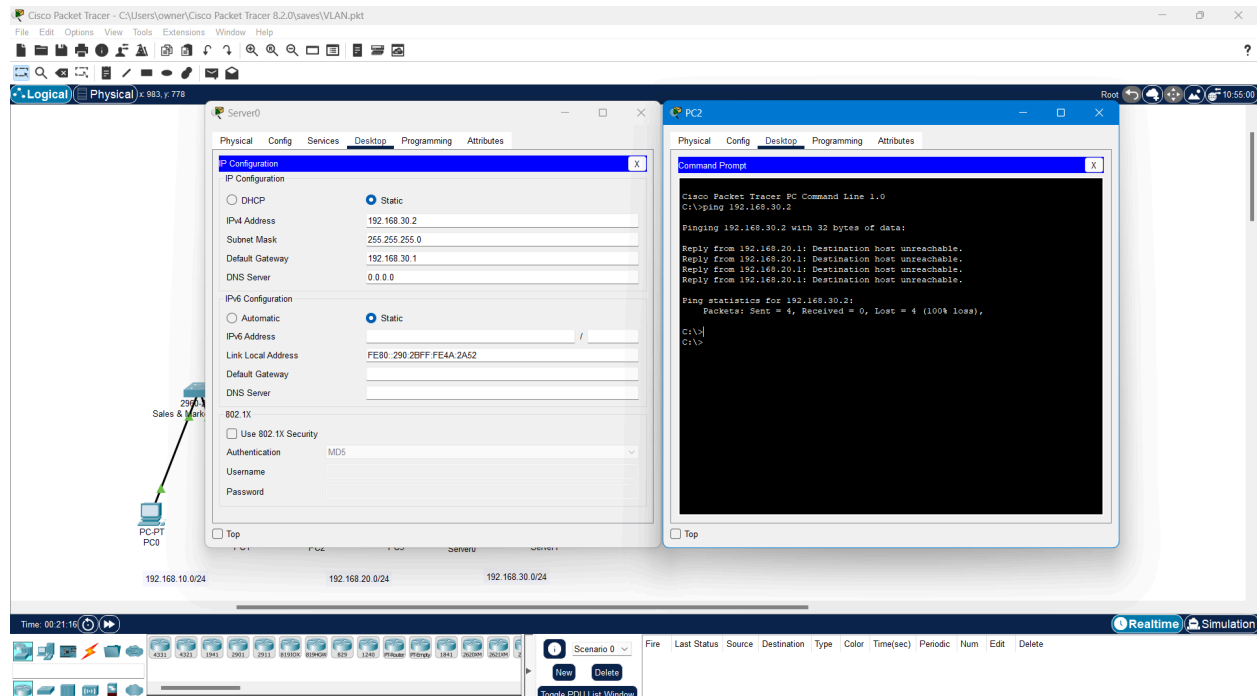 Cisco Packet Tracer - C:\Users\owner\Cisco Packet Tracer 8.2.0\saves\VLAN.pkt
File Edit Options View Tools Extensions Window Help
?
Logical Physical x: 983, y: 778
Root 10:55:00
Server0
Physical Config Services Desktop Programming Attributes
IP Configuration X
IP Configuration
DHCP Static
IPv4 Address 192.168.30.2
Subnet Mask 255.255.255.0
Default Gateway 192.168.30.1
DNS Server 0.0.0.0
IPv6 Configuration
Automatic Static
IPv6 Address /
Link Local Address FE80::290:2BFF:FE4A:2A52
Default Gateway
DNS Server
802.1X
Use 802.1X Security
Authentication MD5
Username
Password
Top
PC2
Physical Config Desktop Programming Attributes
Command Prompt X
Cisco Packet Tracer PC Command Line 1.0
C:\>ping 192.168.30.2
Pinging 192.168.30.2 with 32 bytes of data:
Reply from 192.168.20.1: Destination host unreachable.
Reply from 192.168.20.1: Destination host unreachable.
Reply from 192.168.20.1: Destination host unreachable.
Reply from 192.168.20.1: Destination host unreachable.
Ping statistics for 192.168.30.2:
Packets: Sent = 4, Received = 0, Lost = 4 (100% loss),
C:\>
C:\>
Top
Sales & Mark
PC-PT
PC0
Server0
192.168.10.0/24 192.168.20.0/24 192.168.30.0/24
Time: 00:21:16
Realtime Simulation
4331 4321 1941 2901 2911 819IOX 819HGW 829 1240 PT-Router PT-Empty 1841 2620XM 2621XM
Scenario 0
New Delete
Toggle PDU List Window
Fire Last Status Source Destination Type Color Time(sec) Periodic Num Edit Delete